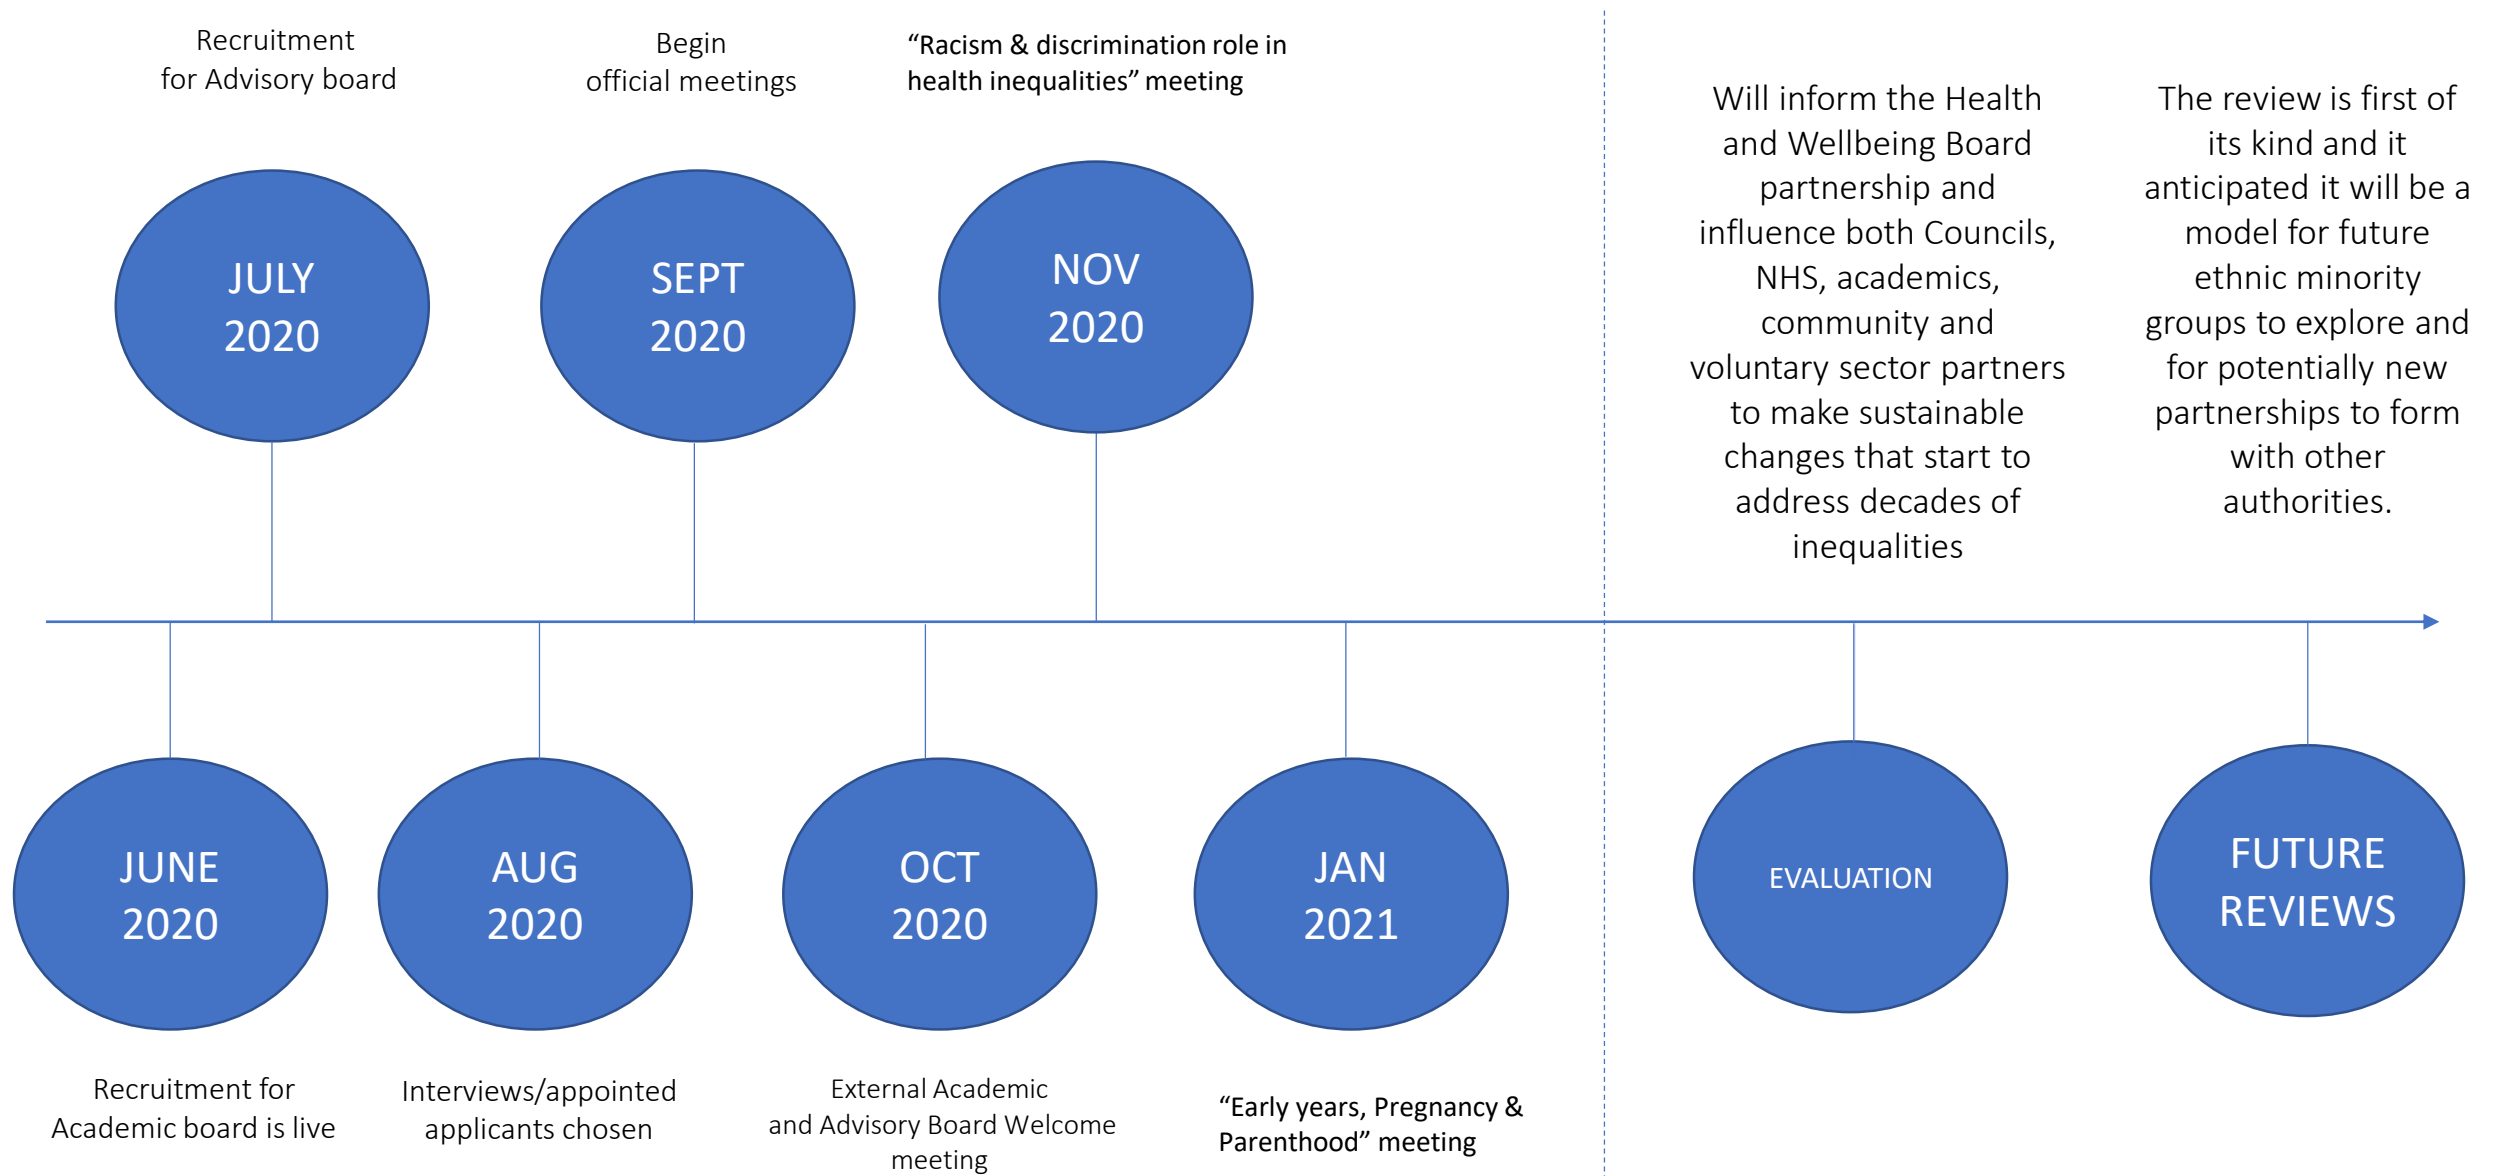 Recruitment
for Advisory board
Begin
official meetings
“Racism & discrimination role in
health inequalities” meeting
JULY
2020
SEPT
2020
NOV
2020
Will inform the Health
and Wellbeing Board
partnership and
influence both Councils,
NHS, academics,
community and
voluntary sector partners
to make sustainable
changes that start to
address decades of
inequalities
The review is first of
its kind and it
anticipated it will be a
model for future
ethnic minority
groups to explore and
for potentially new
partnerships to form
with other
authorities.
JUNE
2020
AUG
2020
OCT
2020
JAN
2021
EVALUATION
FUTURE
REVIEWS
Recruitment for
Academic board is live
Interviews/appointed
applicants chosen
External Academic
and Advisory Board Welcome
meeting
“Early years, Pregnancy &
Parenthood” meeting